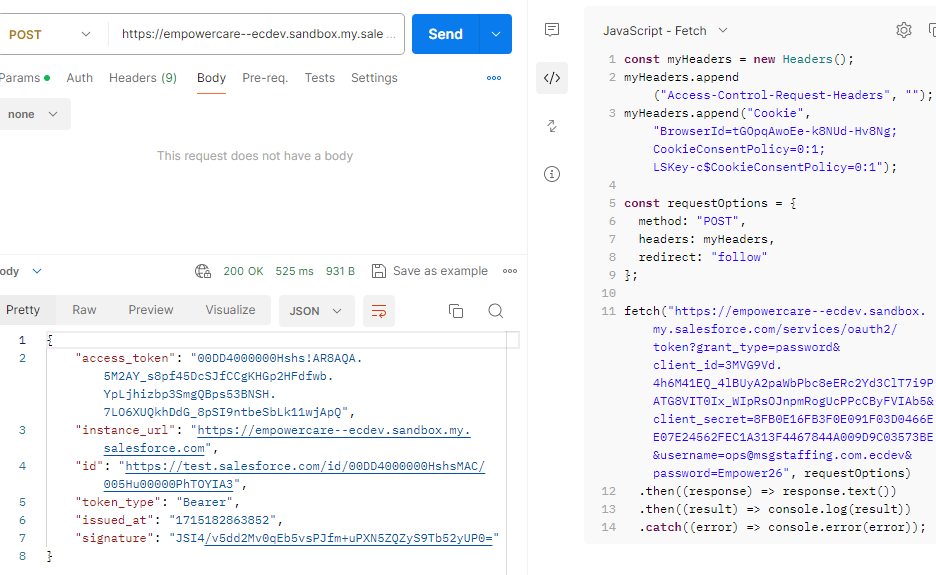 POST
https://empowercare--ecdev.sandbox.my.sale ...
Send
Params
Auth
Headers (9)
Body
Pre-req.
Tests
Settings
none
This request does not have a body
ody
200 OK
525 ms
931 B
Save as example
Pretty
Raw
Preview
Visualize
JSON
1 {
2 "access_token": "00DD4000000Hshs!AR8AQA.
5M2AY_s8pf45DcSJfCCgKHGp2HFdfwb.
YpLjhizbp3SmgQBps53BNSH.
7LO6XUQkhDdG_8pSI9ntbeSbLk11wjApQ",
3 "instance_url": "https://empowercare--ecdev.sandbox.my.
salesforce.com",
4 "id": "https://test.salesforce.com/id/00DD4000000HshsMAC/
005Hu00000PhTOYIA3",
5 "token_type": "Bearer",
6 "issued_at": "1715182863852",
7 "signature": "JSI4/v5dd2Mv0qEb5vsPJfm+uPXN5ZQZyS9Tb52yUP0="
8 }
JavaScript - Fetch
1 const myHeaders = new Headers();
2 myHeaders.append
("Access-Control-Request-Headers", "");
3 myHeaders.append("Cookie",
"BrowserId=tGOpqAwoEe-k8NUd-Hv8Ng;
CookieConsentPolicy=0:1;
LSKey-c$CookieConsentPolicy=0:1");
4
5 const requestOptions = {
6 method: "POST",
7 headers: myHeaders,
8 redirect: "follow"
9 };
10
11 fetch("https://empowercare--ecdev.sandbox.
my.salesforce.com/services/oauth2/
token?grant_type=password&
client_id=3MVG9Vd.
4h6M41EQ_4lBUyA2paWbPbc8eERc2Yd3ClT7i9P
ATG8VIT0Ix_WIpRsOJnpmRogUcPPcCByFVIAb5&
client_secret=8FB0E16FB3F0E091F03D0466E
E07E24562FEC1A313F4467844A009D9C03573BE
&username=ops@msgstaffing.com.ecdev&
password=Empower26", requestOptions)
12 .then((response) => response.text())
13 .then((result) => console.log(result))
14 .catch((error) => console.error(error));